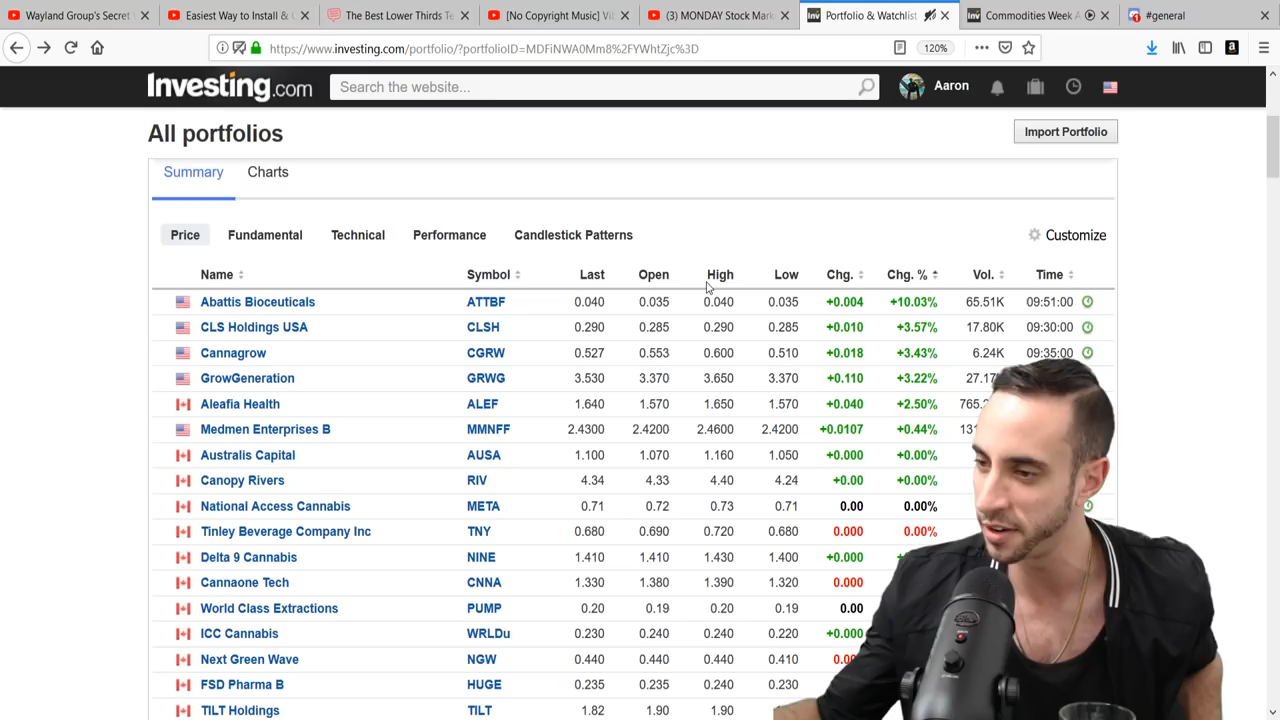 Wayland Group's Secret
Easiest Way to Install & U
The Best Lower Thirds Te
[No Copyright Music] Vi
(3) MONDAY Stock Mark
Portfolio & Watchlist
Commodities Week A
#general
https://www.investing.com/portfolio/?portfolioID=MDFiNWA0Mm8%2FYWhtZjc%3D
120%
Investing.com
Search the website...
Aaron
All portfolios
Import Portfolio
Summary Charts
Price Fundamental Technical Performance Candlestick Patterns Customize
Name Symbol Last Open High Low Chg. Chg. % Vol. Time
Abattis Bioceuticals ATTBF 0.040 0.035 0.040 0.035 +0.004 +10.03% 65.51K 09:51:00
CLS Holdings USA CLSH 0.290 0.285 0.290 0.285 +0.010 +3.57% 17.80K 09:30:00
Cannagrow CGRW 0.527 0.553 0.600 0.510 +0.018 +3.43% 6.24K 09:35:00
GrowGeneration GRWG 3.530 3.370 3.650 3.370 +0.110 +3.22% 27.17
Aleafia Health ALEF 1.640 1.570 1.650 1.570 +0.040 +2.50% 765.
Medmen Enterprises B MMNFF 2.4300 2.4200 2.4600 2.4200 +0.0107 +0.44% 13
Australis Capital AUSA 1.100 1.070 1.160 1.050 +0.000 +0.00%
Canopy Rivers RIV 4.34 4.33 4.40 4.24 +0.00 +0.00%
National Access Cannabis META 0.71 0.72 0.73 0.71 0.00 0.00%
Tinley Beverage Company Inc TNY 0.680 0.690 0.720 0.680 0.000 0.00%
Delta 9 Cannabis NINE 1.410 1.410 1.430 1.400 +0.000
Cannaone Tech CNNA 1.330 1.380 1.390 1.320 0.000
World Class Extractions PUMP 0.20 0.19 0.20 0.19 0.00
ICC Cannabis WRLDu 0.230 0.240 0.240 0.220 +0.000
Next Green Wave NGW 0.440 0.440 0.440 0.410 0.00
FSD Pharma B HUGE 0.235 0.235 0.240 0.230
TILT Holdings TILT 1.82 1.90 1.90